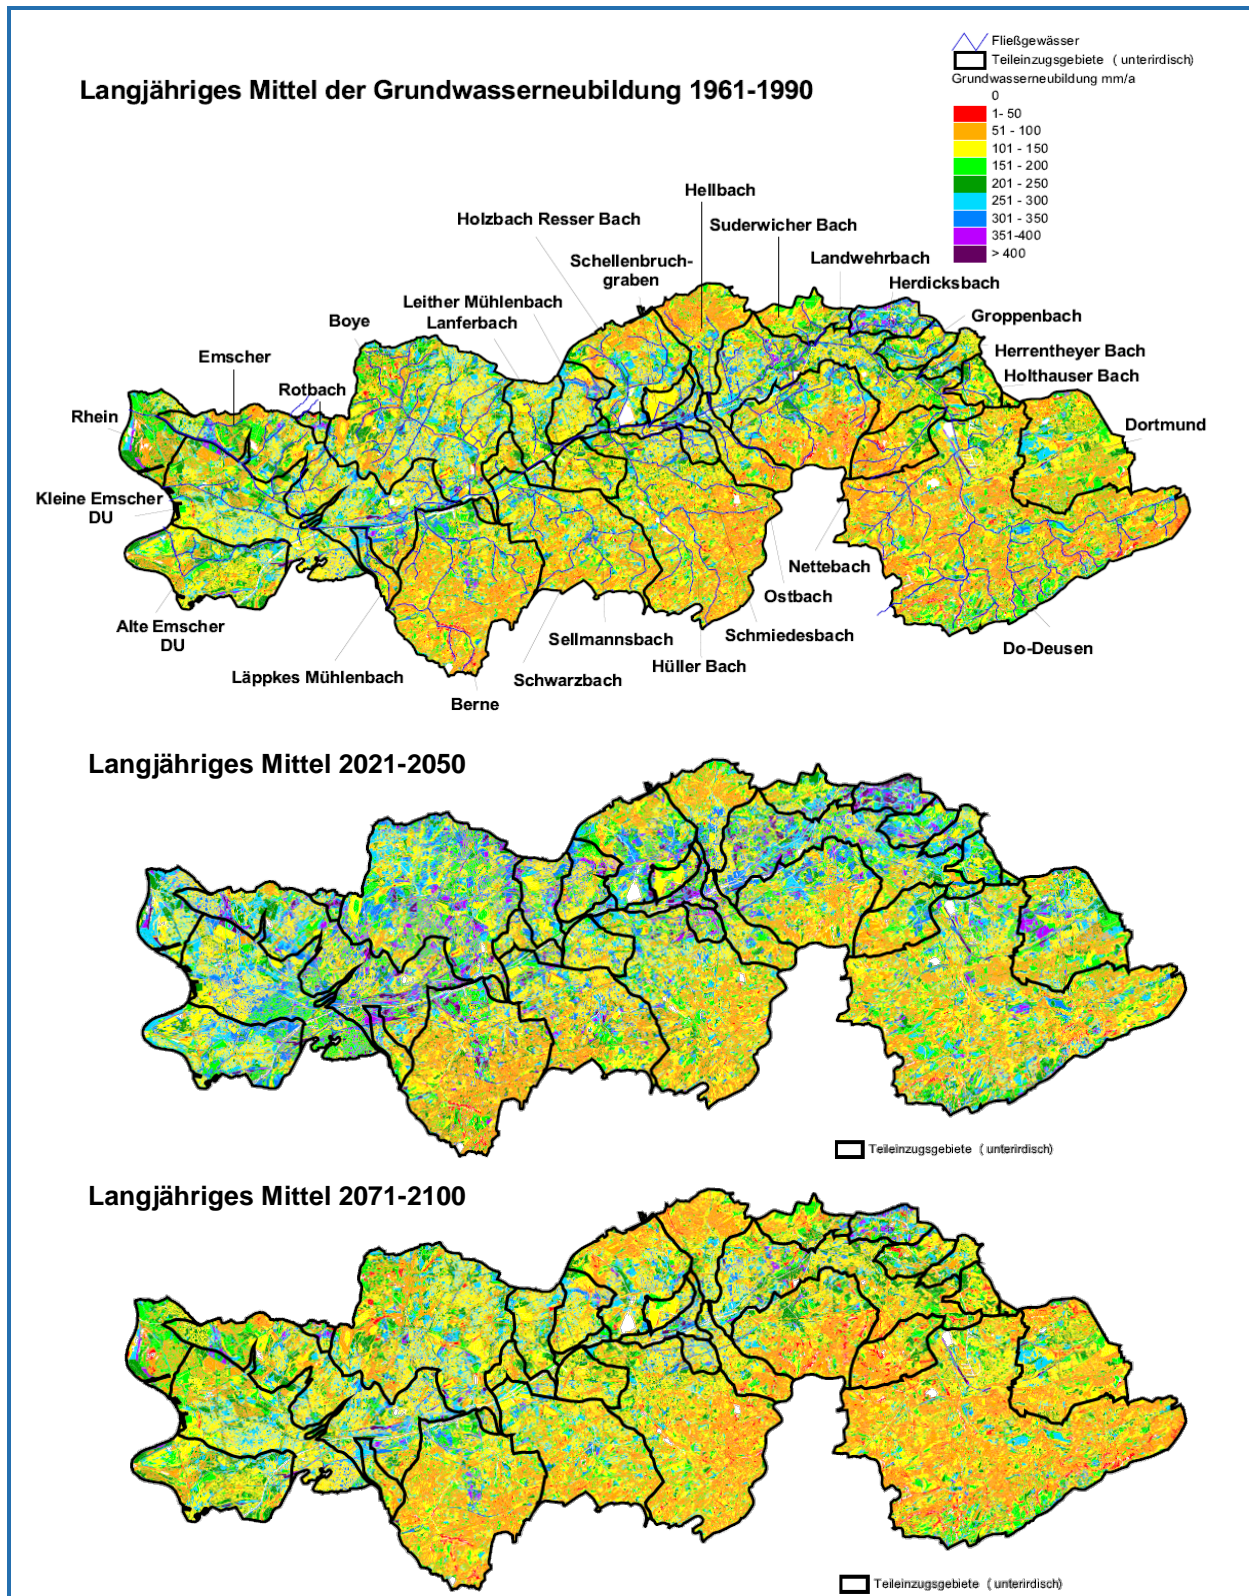 Fließgewässer
Teileinzugsgebiete ( unterirdisch)
Grundwasserneubildung mm/a
0
1- 50
51 - 100
101 - 150
151 - 200
201 - 250
251 - 300
301 - 350
351-400
> 400
Langjähriges Mittel der Grundwasserneubildung 1961-1990
Hellbach
Holzbach Resser Bach
Suderwicher Bach
Schellenbruch-
graben
Landwehrbach
Herdicksbach
Leither Mühlenbach
Lanferbach
Boye
Groppenbach
Emscher
Herrentheyer Bach
Rotbach
Holthauser Bach
Rhein
Dortmund
Kleine Emscher
DU
Nettebach
Ostbach
Alte Emscher
DU
Schmiedesbach
Sellmannsbach
Do-Deusen
Hüller Bach
Läppkes Mühlenbach
Schwarzbach
Berne
Langjähriges Mittel 2021-2050
Teileinzugsgebiete ( unterirdisch)
Langjähriges Mittel 2071-2100
Teileinzugsgebiete ( unterirdisch)